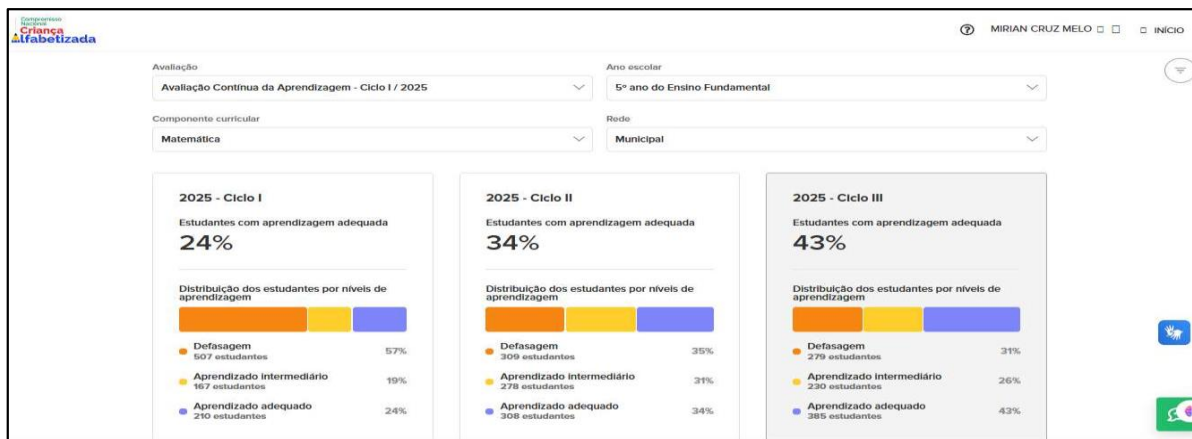 Compromisso
Nacional
Criança
Alfabetizada
MIRIAN CRUZ MELO
INÍCIO
Avaliação
Avaliação Contínua da Aprendizagem - Ciclo I / 2025
Ano escolar
5º ano do Ensino Fundamental
Componente curricular
Matemática
Rede
Municipal
2025 - Ciclo I
Estudantes com aprendizagem adequada
24%
Distribuição dos estudantes por níveis de
aprendizagem
Defasagem 57%
507 estudantes
Aprendizado intermediário 19%
167 estudantes
Aprendizado adequado 24%
210 estudantes
2025 - Ciclo II
Estudantes com aprendizagem adequada
34%
Distribuição dos estudantes por níveis de
aprendizagem
Defasagem 35%
309 estudantes
Aprendizado intermediário 31%
278 estudantes
Aprendizado adequado 34%
308 estudantes
2025 - Ciclo III
Estudantes com aprendizagem adequada
43%
Distribuição dos estudantes por níveis de
aprendizagem
Defasagem 31%
279 estudantes
Aprendizado intermediário 26%
230 estudantes
Aprendizado adequado 43%
385 estudantes